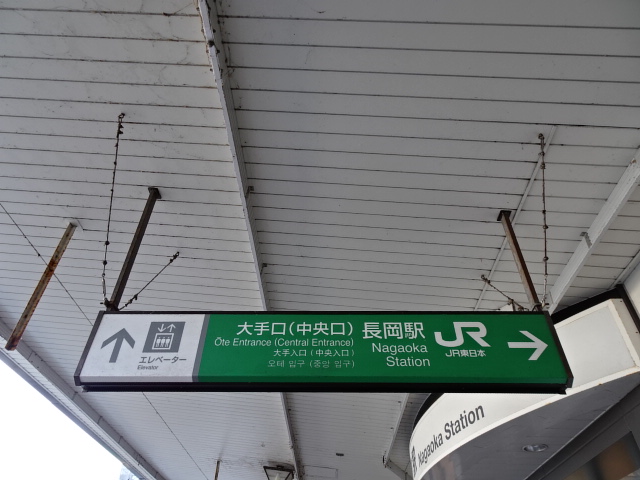 エレベーター
Elevator
大手口(中央口)
Ōte Entrance (Central Entrance)
大手入口 (中央入口)
오테 입구 (중앙 입구)
長岡駅
Nagaoka
Station
JR
JR東日本
Nagaoka Station